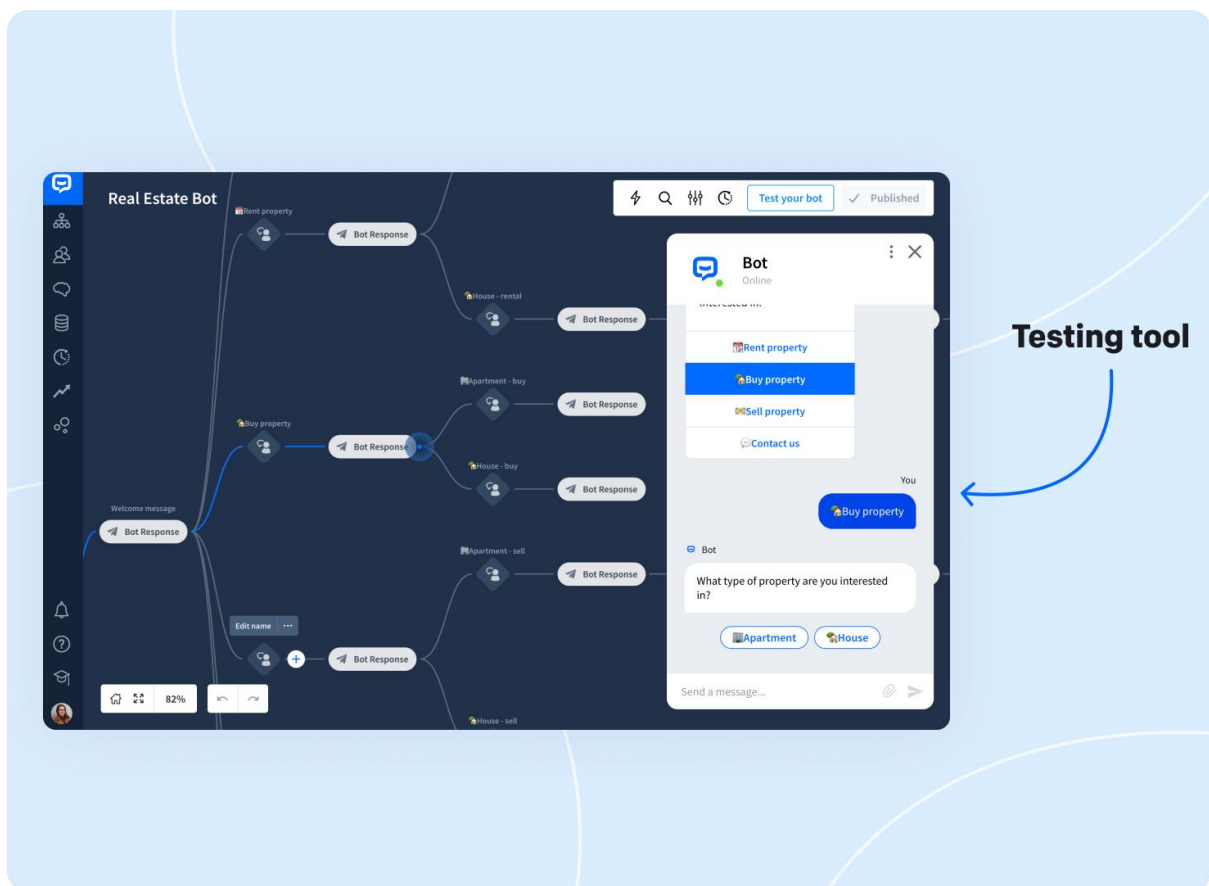 Real Estate Bot
Test your bot
Published
Rent property
Bot Response
House - rental
Bot Response
Apartment - buy
Bot Response
Buy property
Bot Response
House - buy
Bot Response
Welcome message
Bot Response
Apartment - sell
Bot Response
Edit name
Bot Response
House - sell
82%
Bot
Online
interested in?
Rent property
Buy property
Sell property
Contact us
You
Buy property
Bot
What type of property are you interested
in?
Apartment
House
Send a message...
Testing tool